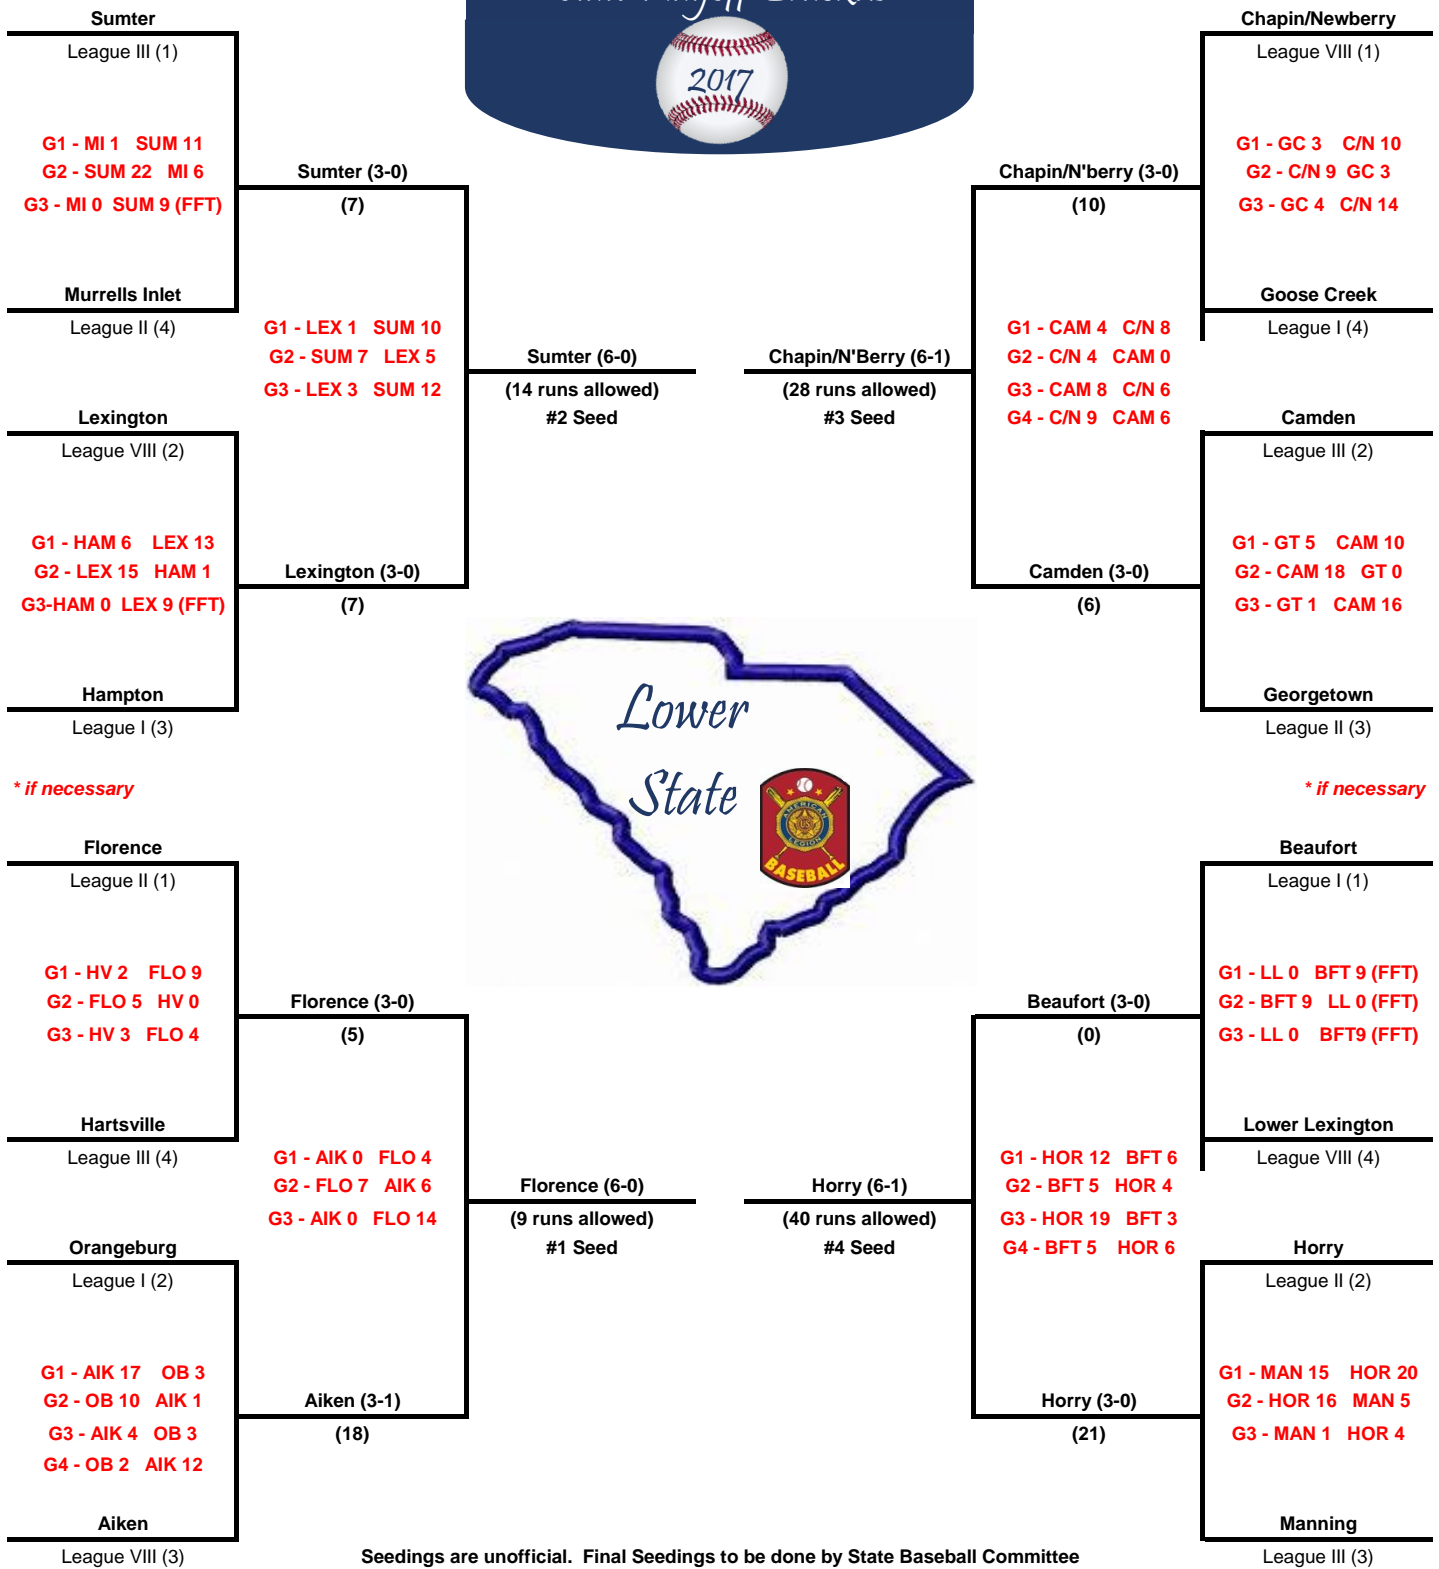 2017
Sumter
League III (1)
G1 - MI 1 SUM 11
G2 - SUM 22 MI 6
G3 - MI 0 SUM 9 (FFT)
Murrells Inlet
League II (4)
Sumter (3-0)
(7)
G1 - LEX 1 SUM 10
G2 - SUM 7 LEX 5
G3 - LEX 3 SUM 12
Lexington
League VIII (2)
G1 - HAM 6 LEX 13
G2 - LEX 15 HAM 1
G3-HAM 0 LEX 9 (FFT)
Hampton
League I (3)
Lexington (3-0)
(7)
Sumter (6-0)
(14 runs allowed)
#2 Seed
* if necessary
Chapin/Newberry
League VIII (1)
G1 - GC 3 C/N 10
G2 - C/N 9 GC 3
G3 - GC 4 C/N 14
Goose Creek
League I (4)
Chapin/N'berry (3-0)
(10)
G1 - CAM 4 C/N 8
G2 - C/N 4 CAM 0
G3 - CAM 8 C/N 6
G4 - C/N 9 CAM 6
Chapin/N'Berry (6-1)
(28 runs allowed)
#3 Seed
Camden
League III (2)
G1 - GT 5 CAM 10
G2 - CAM 18 GT 0
G3 - GT 1 CAM 16
Georgetown
League II (3)
Camden (3-0)
(6)
* if necessary
Lower
State
AMERICAN
US
LEGION
BASEBALL
Florence
League II (1)
G1 - HV 2 FLO 9
G2 - FLO 5 HV 0
G3 - HV 3 FLO 4
Hartsville
League III (4)
Florence (3-0)
(5)
G1 - AIK 0 FLO 4
G2 - FLO 7 AIK 6
G3 - AIK 0 FLO 14
Orangeburg
League I (2)
G1 - AIK 17 OB 3
G2 - OB 10 AIK 1
G3 - AIK 4 OB 3
G4 - OB 2 AIK 12
Aiken
League VIII (3)
Aiken (3-1)
(18)
Florence (6-0)
(9 runs allowed)
#1 Seed
Beaufort
League I (1)
G1 - LL 0 BFT 9 (FFT)
G2 - BFT 9 LL 0 (FFT)
G3 - LL 0 BFT9 (FFT)
Lower Lexington
League VIII (4)
Beaufort (3-0)
(0)
G1 - HOR 12 BFT 6
G2 - BFT 5 HOR 4
G3 - HOR 19 BFT 3
G4 - BFT 5 HOR 6
Horry (6-1)
(40 runs allowed)
#4 Seed
Horry
League II (2)
G1 - MAN 15 HOR 20
G2 - HOR 16 MAN 5
G3 - MAN 1 HOR 4
Manning
League III (3)
Horry (3-0)
(21)
Seedings are unofficial. Final Seedings to be done by State Baseball Committee